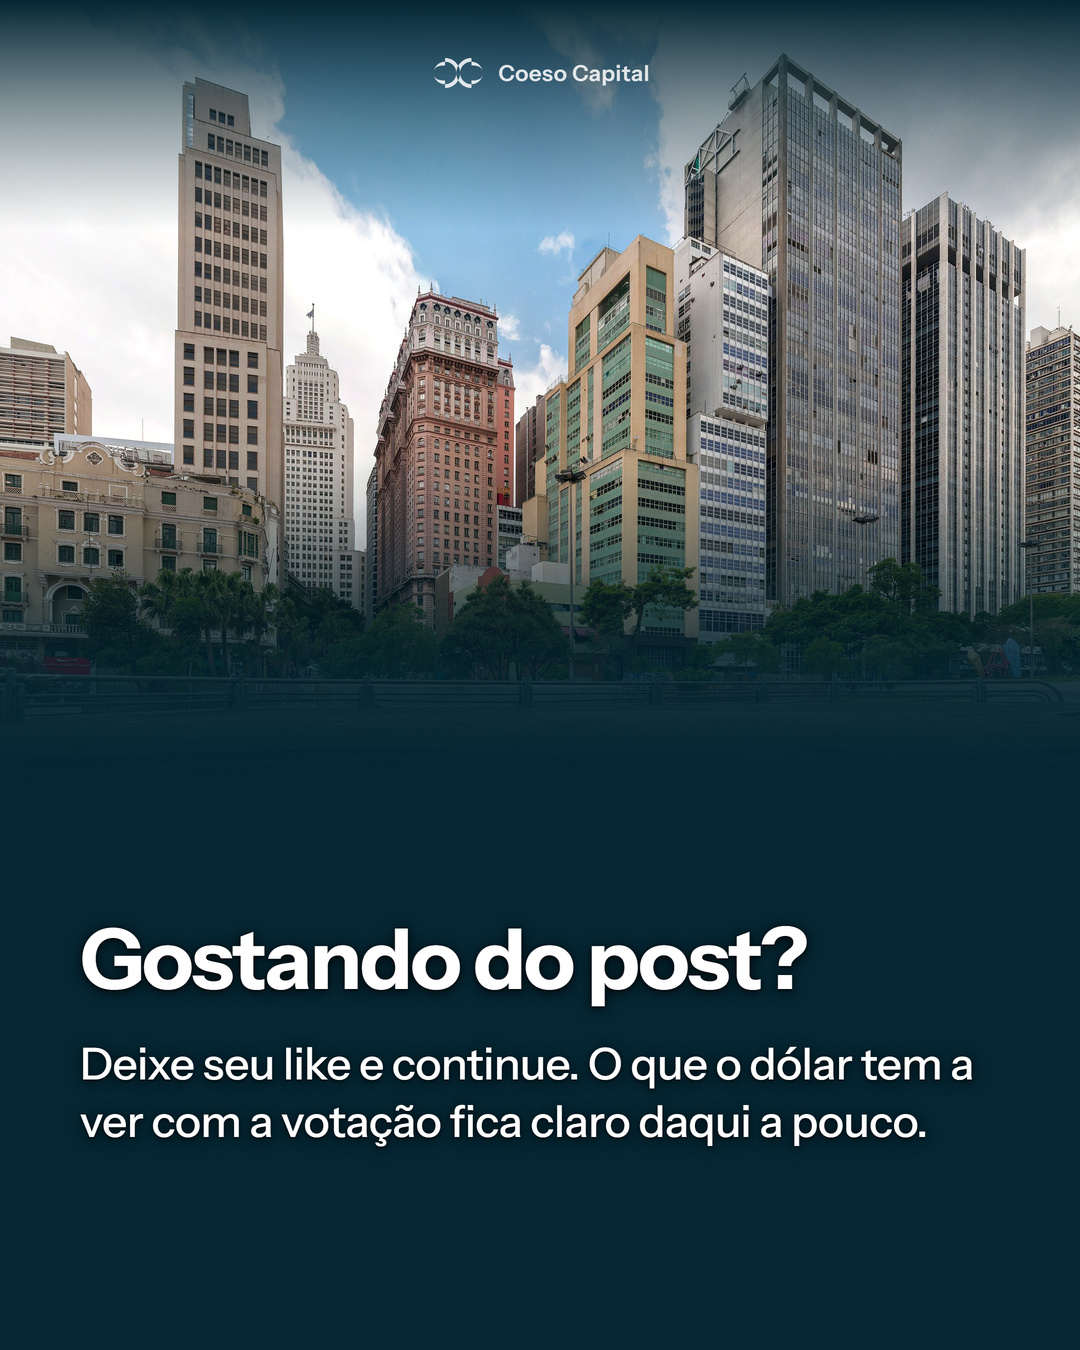 Coeso Capital
Gostando do post?
Deixe seu like e continue. O que o dólar tem a
ver com a votação fica claro daqui a pouco.